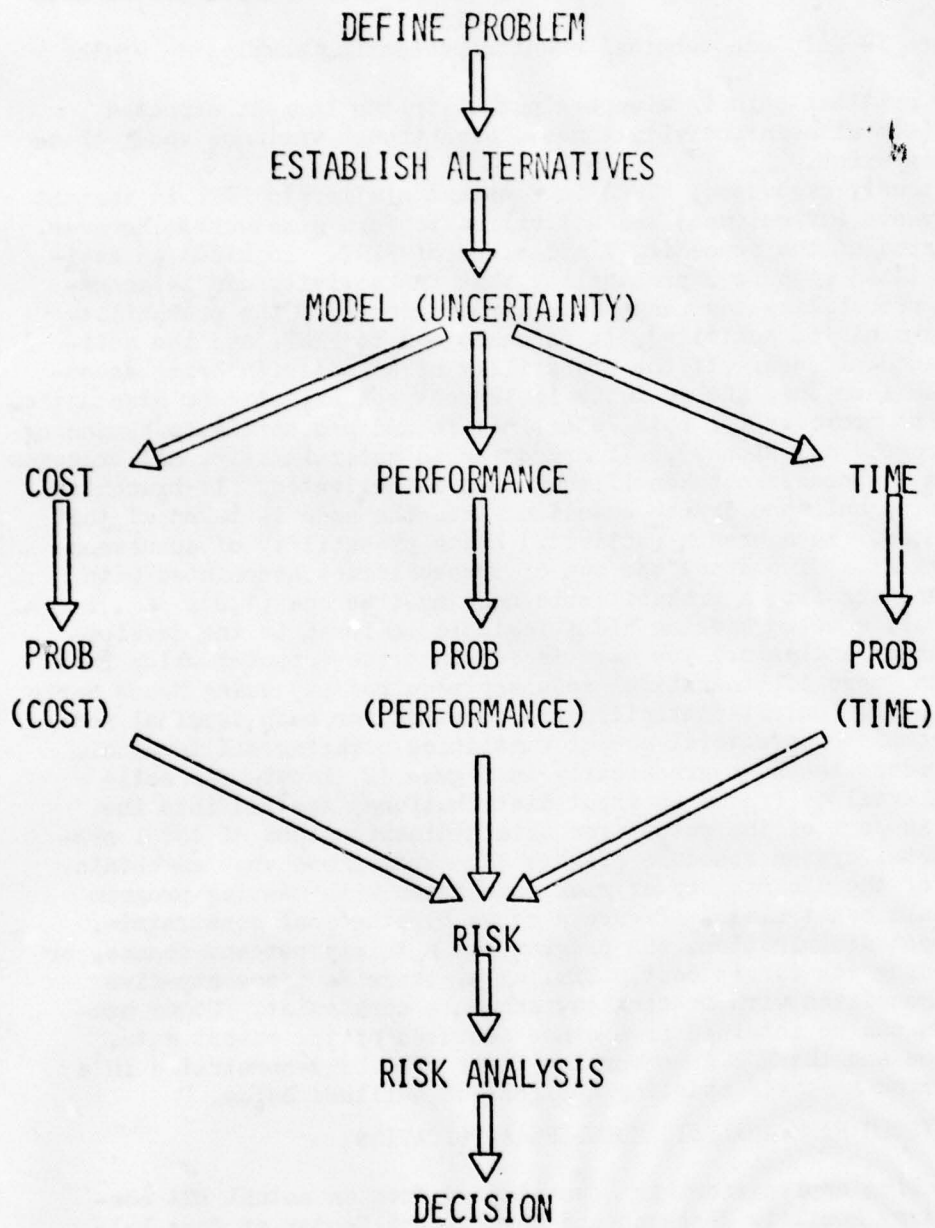 DEFINE PROBLEM
ESTABLISH ALTERNATIVES
MODEL (UNCERTAINTY)
COST PERFORMANCE TIME
PROB PROB PROB
(COST) (PERFORMANCE) (TIME)
RISK
RISK ANALYSIS
DECISION